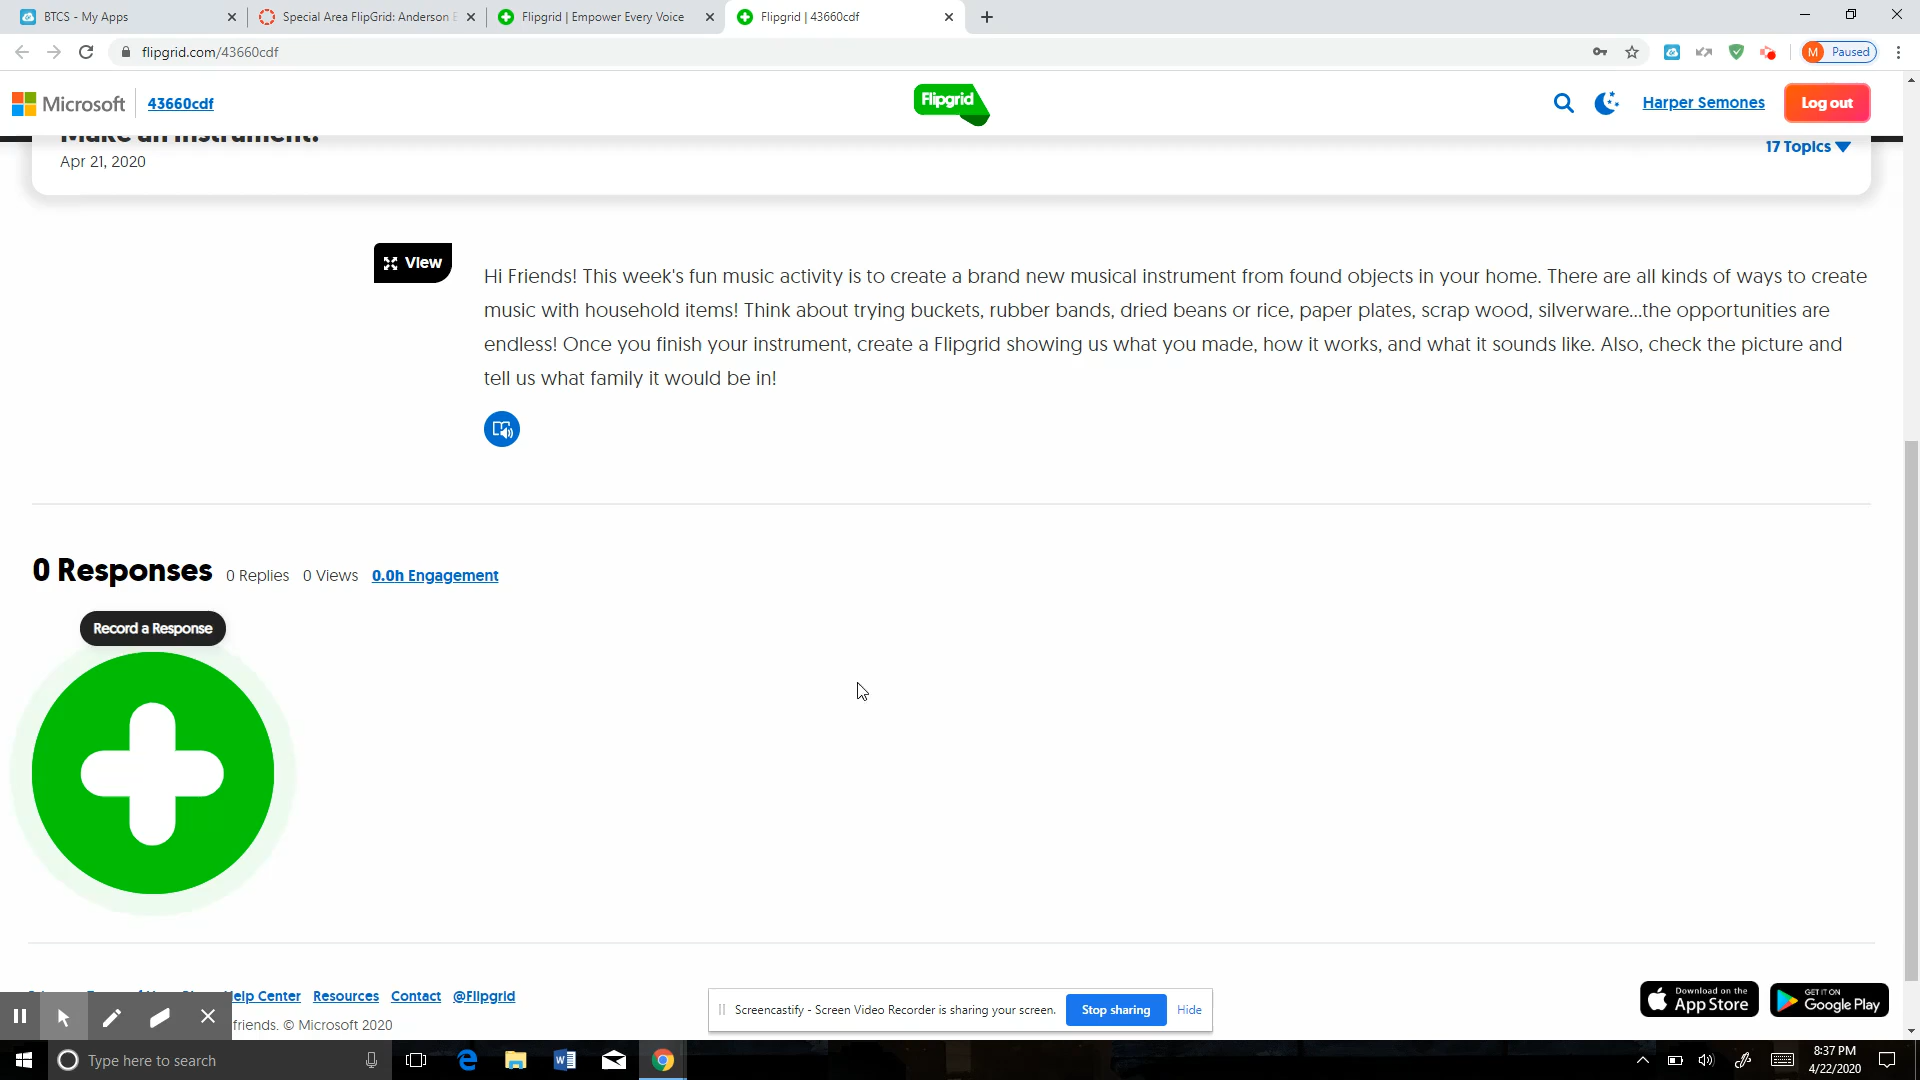 BTCS - My Apps
Special Area FlipGrid: Anderson E
Flipgrid | Empower Every Voice
Flipgrid | 43660cdf
flipgrid.com/43660cdf
M Paused
Microsoft
43660cdf
Flipgrid
Harper Semones
Log out
Make an Instrument!
Apr 21, 2020
17 Topics
View
Hi Friends! This week's fun music activity is to create a brand new musical instrument from found objects in your home. There are all kinds of ways to create
music with household items! Think about trying buckets, rubber bands, dried beans or rice, paper plates, scrap wood, silverware...the opportunities are
endless! Once you finish your instrument, create a Flipgrid showing us what you made, how it works, and what it sounds like. Also, check the picture and
tell us what family it would be in!
0 Responses 0 Replies 0 Views 0.0h Engagement
Record a Response
elp Center Resources Contact @Flipgrid
friends. © Microsoft 2020
Screencastify - Screen Video Recorder is sharing your screen.
Stop sharing
Hide
Download on the
App Store
GET IT ON
Google Play
Type here to search
8:37 PM
4/22/2020